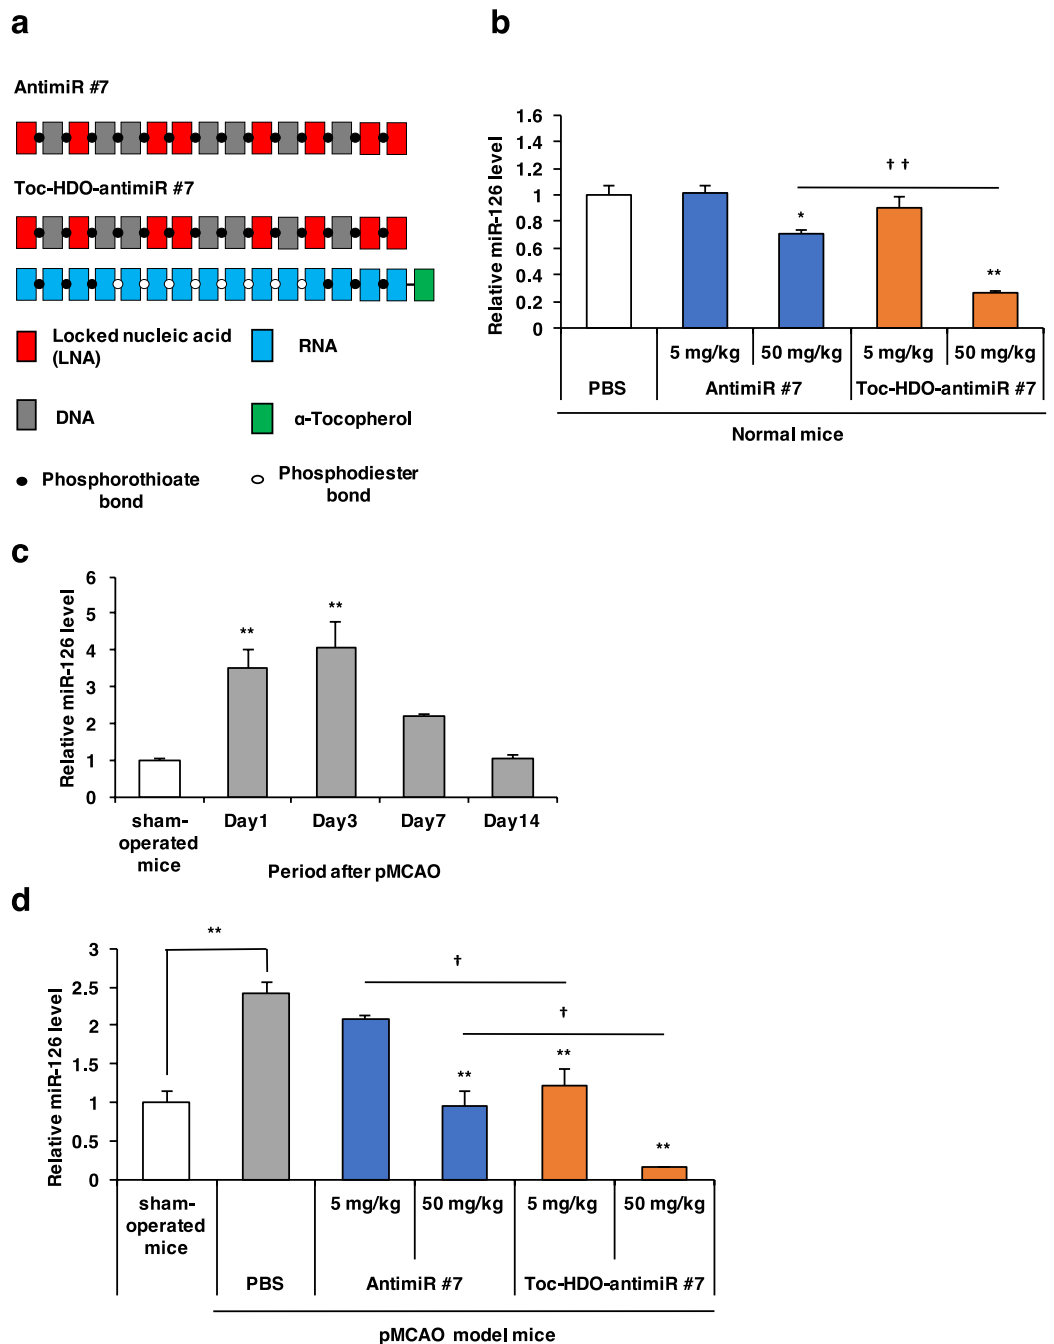 a
AntimiR #7
Toc-HDO-antimiR #7
Locked nucleic acid
(LNA)
RNA
DNA
α-Tocopherol
Phosphorothioate
bond
Phosphodiester
bond
b
Relative miR-126 level
1.6
1.4
1.2
1
0.8
0.6
0.4
0.2
0
*
† †
**
5 mg/kg
50 mg/kg
5 mg/kg
50 mg/kg
PBS
AntimiR #7
Toc-HDO-antimiR #7
Normal mice
c
Relative miR-126 level
6
5
4
3
2
1
0
**
**
sham-
operated
mice
Day1
Day3
Day7
Day14
Period after pMCAO
d
Relative miR-126 level
3
2.5
2
1.5
1
0.5
0
**
†
†
**
**
**
sham-
operated
mice
5 mg/kg
50 mg/kg
5 mg/kg
50 mg/kg
PBS
AntimiR #7
Toc-HDO-antimiR #7
pMCAO model mice